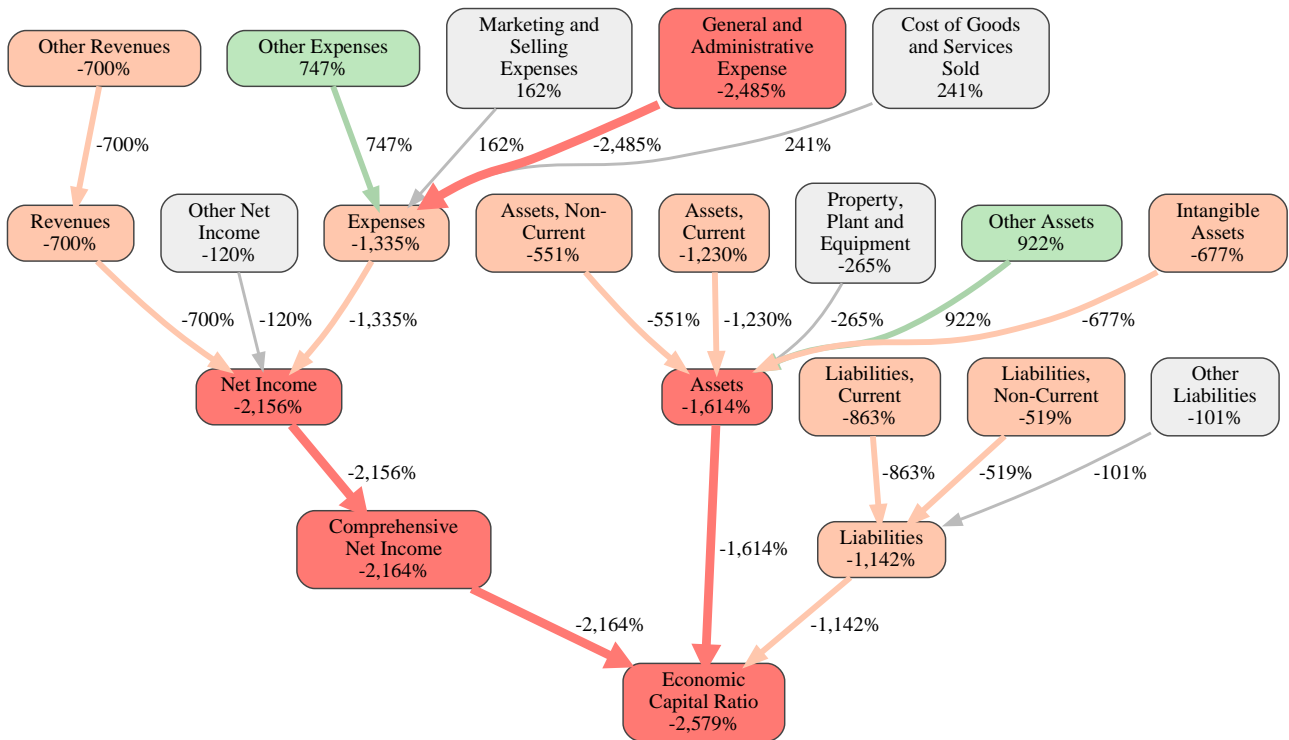 Other Revenues
-700%
Other Expenses
747%
Marketing and
Selling
Expenses
162%
General and
Administrative
Expense
-2,485%
Cost of Goods
and Services
Sold
241%
-700%
747%
162%
-2,485%
241%
Revenues
-700%
Other Net
Income
-120%
Expenses
-1,335%
Assets, Non-
Current
-551%
Assets,
Current
-1,230%
Property,
Plant and
Equipment
-265%
Other Assets
922%
Intangible
Assets
-677%
-700%
-120%
-1,335%
-551%
-1,230%
-265%
922%
-677%
Net Income
-2,156%
Assets
-1,614%
Liabilities,
Current
-863%
Liabilities,
Non-Current
-519%
Other
Liabilities
-101%
-2,156%
-863%
-519%
-101%
Comprehensive
Net Income
-2,164%
-1,614%
Liabilities
-1,142%
-2,164%
-1,142%
Economic
Capital Ratio
-2,579%